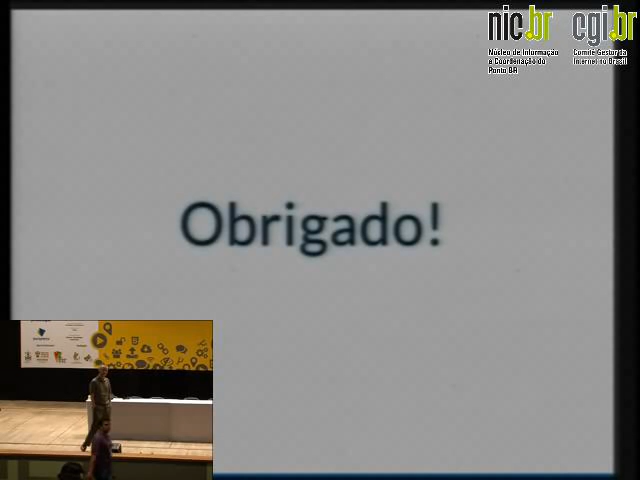 nic.br cgi.br
Núcleo de Informação
e Coordenação do
Ponto BR
Comitê Gestor da
Internet no Brasil
Obrigado!